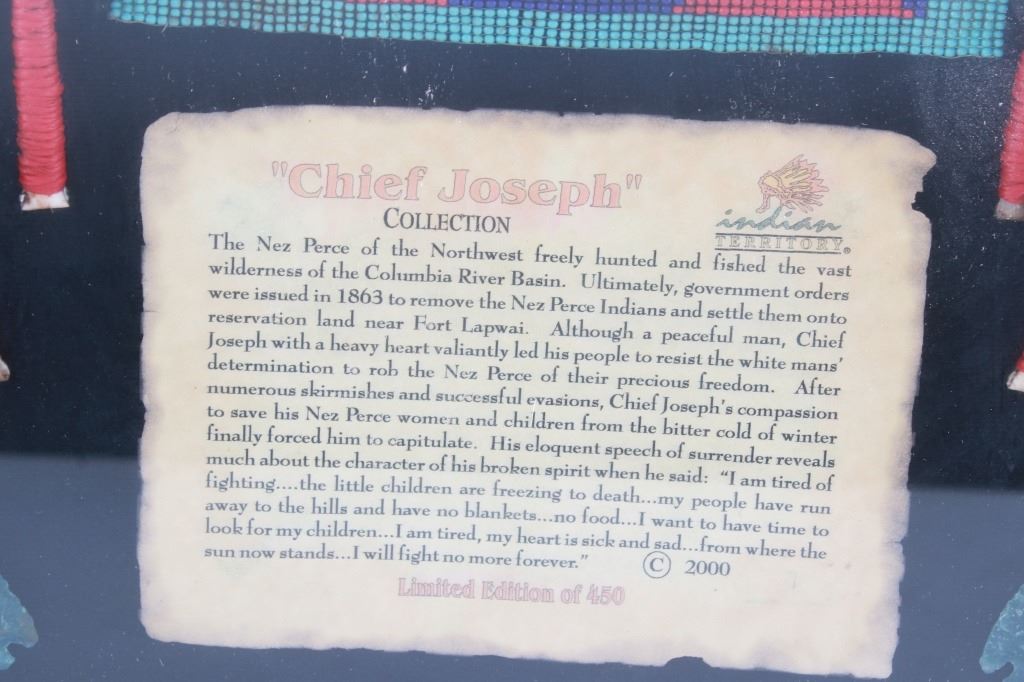 "Chief Joseph"
COLLECTION
indian
TERRITORY®
The Nez Perce of the Northwest freely hunted and fished the vast
wilderness of the Columbia River Basin. Ultimately, government orders
were issued in 1863 to remove the Nez Perce Indians and settle them onto
reservation land near Fort Lapwai. Although a peaceful man, Chief
Joseph with a heavy heart valiantly led his people to resist the white mans'
determination to rob the Nez Perce of their precious freedom. After
numerous skirmishes and successful evasions, Chief Joseph's compassion
to save his Nez Perce women and children from the bitter cold of winter
finally forced him to capitulate. His eloquent speech of surrender reveals
much about the character of his broken spirit when he said: "I am tired of
fighting....the little children are freezing to death...my people have run
away to the hills and have no blankets...no food...I want to have time to
look for my children...I am tired, my heart is sick and sad...from where the
sun now stands...I will fight no more forever."
© 2000
Limited Edition of 450